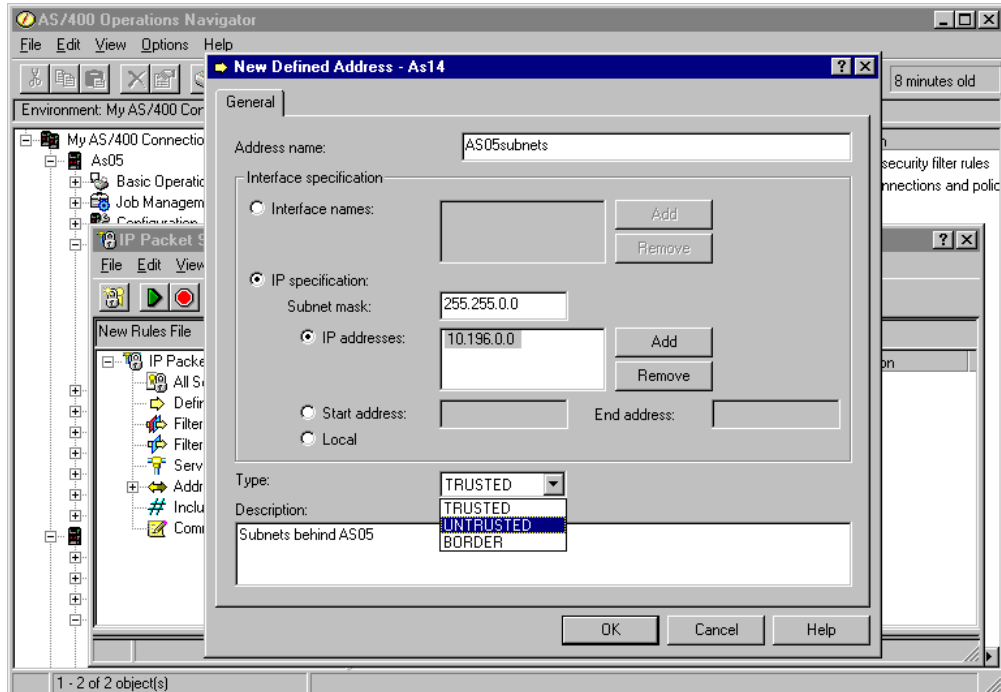 AS/400 Operations Navigator
File Edit View Options Help
8 minutes old
Environment: My AS/400 Cor
My AS/400 Connectio
As05
Basic Operatic
Job Managem
Configuration
security filter rules
nnections and polic
IP Packet S
File Edit View
New Rules File
IP Packe
All S
Defir
Filter
Filter
Serv
Addr
Inclu
Comr
on
New Defined Address - As14
General
Address name: AS05subnets
Interface specification
Interface names: Add
Remove
IP specification:
Subnet mask: 255.255.0.0
IP addresses: 10.196.0.0 Add
Remove
Start address: End address:
Local
Type: TRUSTED
TRUSTED
UNTRUSTED
BORDER
Description:
Subnets behind AS05
OK Cancel Help
1 - 2 of 2 object(s)